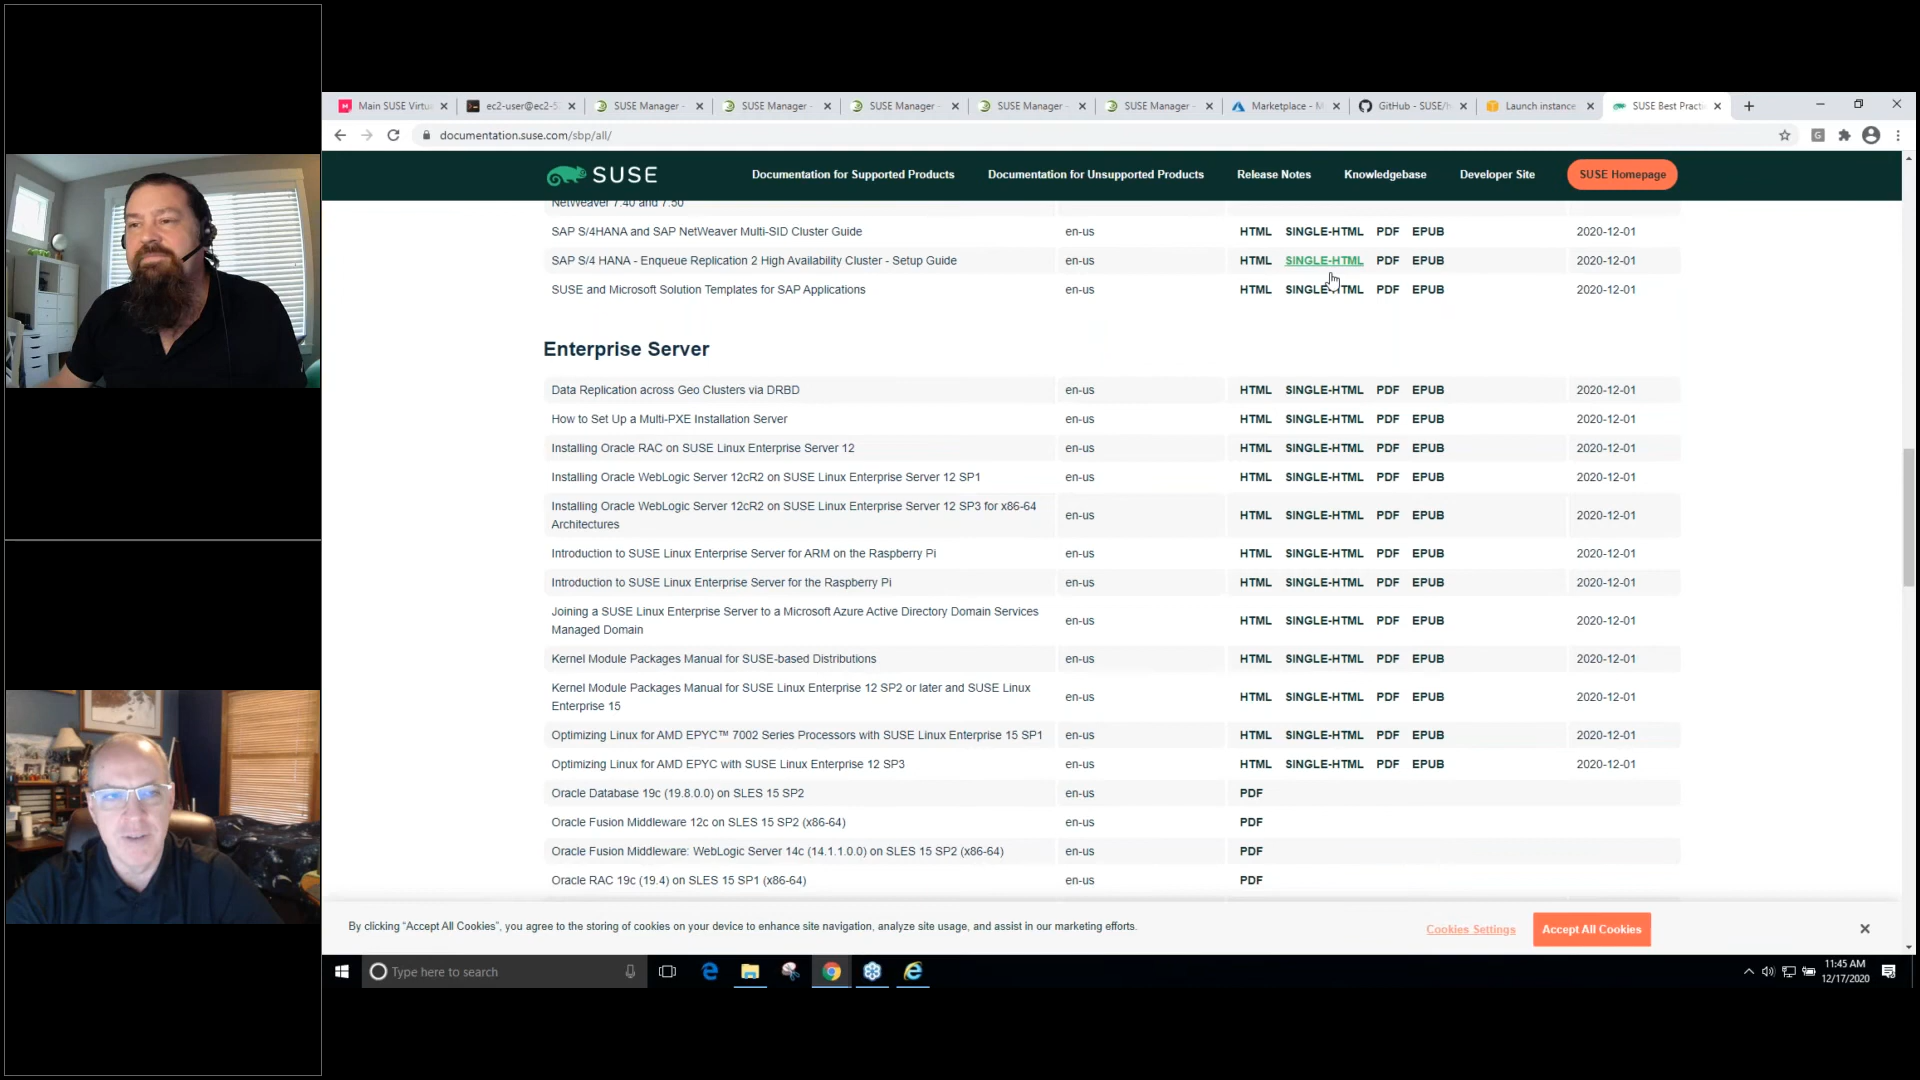 Main SUSE Virtu
ec2-user@ec2-5
SUSE Manager -
SUSE Manager -
SUSE Manager -
SUSE Manager -
SUSE Manager -
Marketplace - M
GitHub - SUSE/h
Launch instance
SUSE Best Practi
documentation.suse.com/sbp/all/
SUSE
Documentation for Supported Products
Documentation for Unsupported Products
Release Notes
Knowledgebase
Developer Site
SUSE Homepage
NetWeaver 7.40 and 7.50
SAP S/4HANA and SAP NetWeaver Multi-SID Cluster Guide en-us HTML SINGLE-HTML PDF EPUB 2020-12-01
SAP S/4 HANA - Enqueue Replication 2 High Availability Cluster - Setup Guide en-us HTML SINGLE-HTML PDF EPUB 2020-12-01
SUSE and Microsoft Solution Templates for SAP Applications en-us HTML SINGLE-HTML PDF EPUB 2020-12-01
Enterprise Server
Data Replication across Geo Clusters via DRBD en-us HTML SINGLE-HTML PDF EPUB 2020-12-01
How to Set Up a Multi-PXE Installation Server en-us HTML SINGLE-HTML PDF EPUB 2020-12-01
Installing Oracle RAC on SUSE Linux Enterprise Server 12 en-us HTML SINGLE-HTML PDF EPUB 2020-12-01
Installing Oracle WebLogic Server 12cR2 on SUSE Linux Enterprise Server 12 SP1 en-us HTML SINGLE-HTML PDF EPUB 2020-12-01
Installing Oracle WebLogic Server 12cR2 on SUSE Linux Enterprise Server 12 SP3 for x86-64
Architectures en-us HTML SINGLE-HTML PDF EPUB 2020-12-01
Introduction to SUSE Linux Enterprise Server for ARM on the Raspberry Pi en-us HTML SINGLE-HTML PDF EPUB 2020-12-01
Introduction to SUSE Linux Enterprise Server for the Raspberry Pi en-us HTML SINGLE-HTML PDF EPUB 2020-12-01
Joining a SUSE Linux Enterprise Server to a Microsoft Azure Active Directory Domain Services
Managed Domain en-us HTML SINGLE-HTML PDF EPUB 2020-12-01
Kernel Module Packages Manual for SUSE-based Distributions en-us HTML SINGLE-HTML PDF EPUB 2020-12-01
Kernel Module Packages Manual for SUSE Linux Enterprise 12 SP2 or later and SUSE Linux
Enterprise 15 en-us HTML SINGLE-HTML PDF EPUB 2020-12-01
Optimizing Linux for AMD EPYC™ 7002 Series Processors with SUSE Linux Enterprise 15 SP1 en-us HTML SINGLE-HTML PDF EPUB 2020-12-01
Optimizing Linux for AMD EPYC with SUSE Linux Enterprise 12 SP3 en-us HTML SINGLE-HTML PDF EPUB 2020-12-01
Oracle Database 19c (19.8.0.0) on SLES 15 SP2 en-us PDF
Oracle Fusion Middleware 12c on SLES 15 SP2 (x86-64) en-us PDF
Oracle Fusion Middleware: WebLogic Server 14c (14.1.1.0.0) on SLES 15 SP2 (x86-64) en-us PDF
Oracle RAC 19c (19.4) on SLES 15 SP1 (x86-64) en-us PDF
By clicking “Accept All Cookies”, you agree to the storing of cookies on your device to enhance site navigation, analyze site usage, and assist in our marketing efforts.
Cookies Settings
Accept All Cookies
Type here to search
11:45 AM
12/17/2020